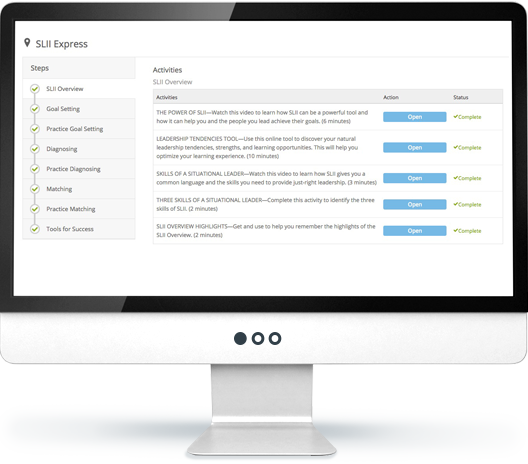 SLII Express
Steps
SLII Overview
Goal Setting
Practice Goal Setting
Diagnosing
Practice Diagnosing
Matching
Practice Matching
Tools for Success
Activities
SLII Overview
Activities Action Status
THE POWER OF SLII—Watch this video to learn how SLII can be a powerful tool and
how it can help you and the people you lead achieve their goals. (6 minutes)
Open
Complete
LEADERSHIP TENDENCIES TOOL—Use this online tool to discover your natural
leadership tendencies, strengths, and learning opportunities. This will help you
optimize your learning experience. (10 minutes)
Open
Complete
SKILLS OF A SITUATIONAL LEADER—Watch this video to learn how SLII gives you a
common language and the skills you need to provide just-right leadership. (3 minutes)
Open
Complete
THREE SKILLS OF A SITUATIONAL LEADER—Complete this activity to identify the three
skills of SLII. (2 minutes)
Open
Complete
SLII OVERVIEW HIGHLIGHTS—Get and use to help you remember the highlights of the
SLII Overview. (2 minutes)
Open
Complete